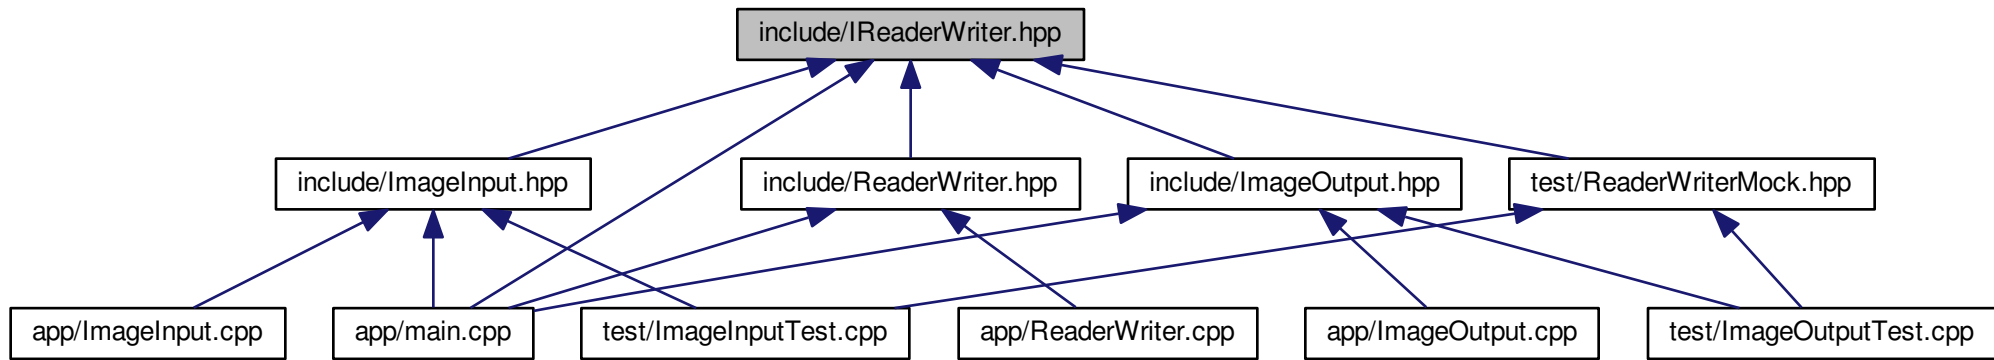 include/IReaderWriter.hpp
include/ImageInput.hpp
include/ReaderWriter.hpp
include/ImageOutput.hpp
test/ReaderWriterMock.hpp
app/ImageInput.cpp
app/main.cpp
test/ImageInputTest.cpp
app/ReaderWriter.cpp
app/ImageOutput.cpp
test/ImageOutputTest.cpp